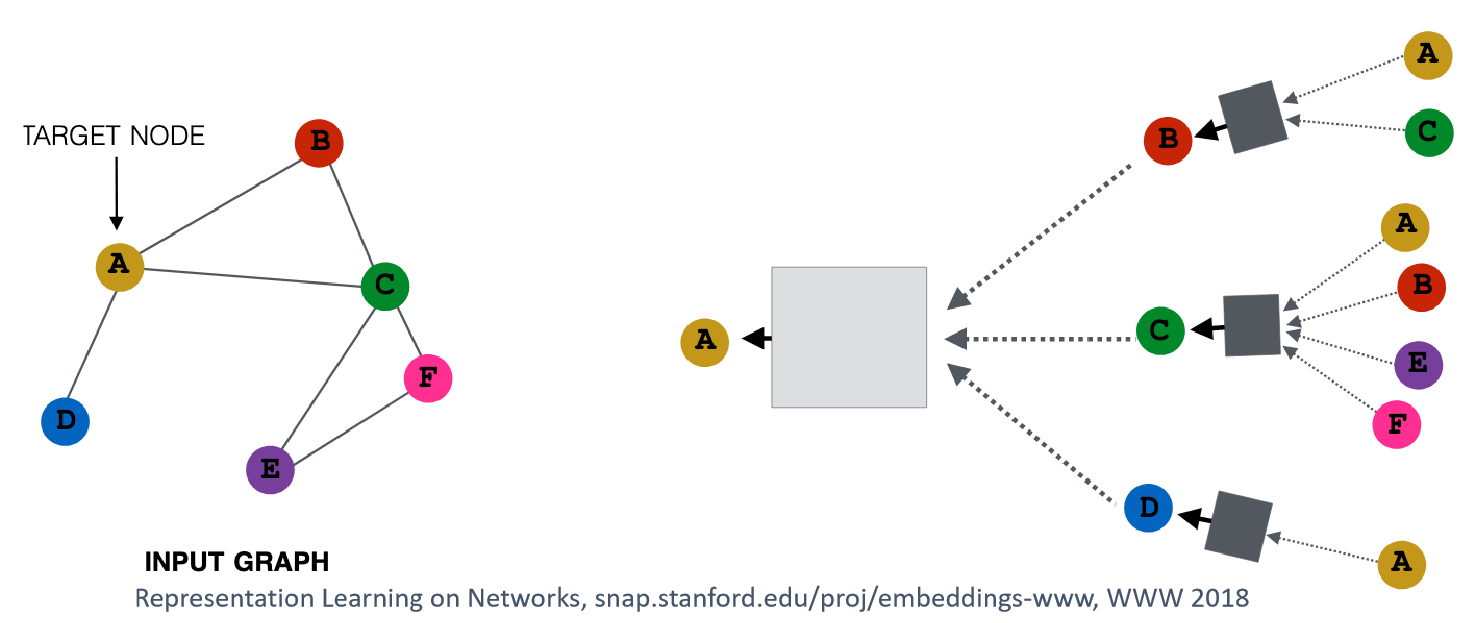 TARGET NODE
B
A
C
F
D
E
INPUT GRAPH
A
B
C
D
A
C
A
B
E
F
A
Representation Learning on Networks, snap.stanford.edu/proj/embeddings-www, WWW 2018